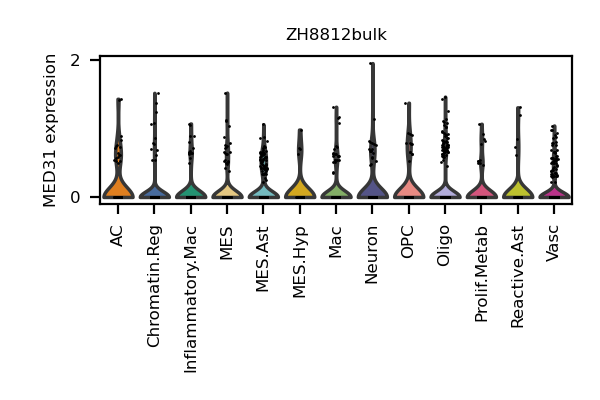 ZH8812bulk
MED31 expression
2
0
AC
Chromatin.Reg
Inflammatory.Mac
MES
MES.Ast
MES.Hyp
Mac
Neuron
OPC
Oligo
Prolif.Metab
Reactive.Ast
Vasc